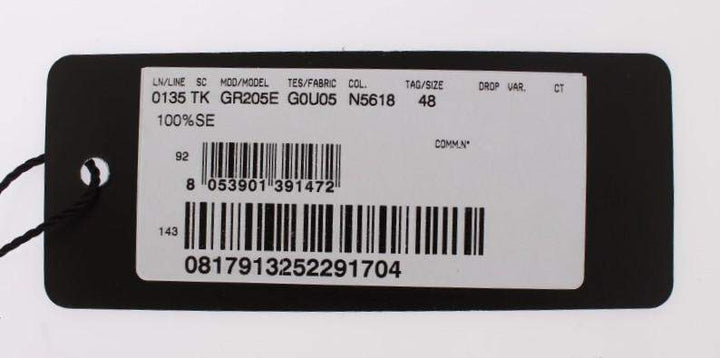 LN/LINE SC MOD/MODEL TES/FABRIC COL. TAG/SIZE DROP VAR. CT
0135 TK GR205E G0U05 N5618 48
100%SE
COMM.N°
92
8 053901 391472
143
0817913252291704